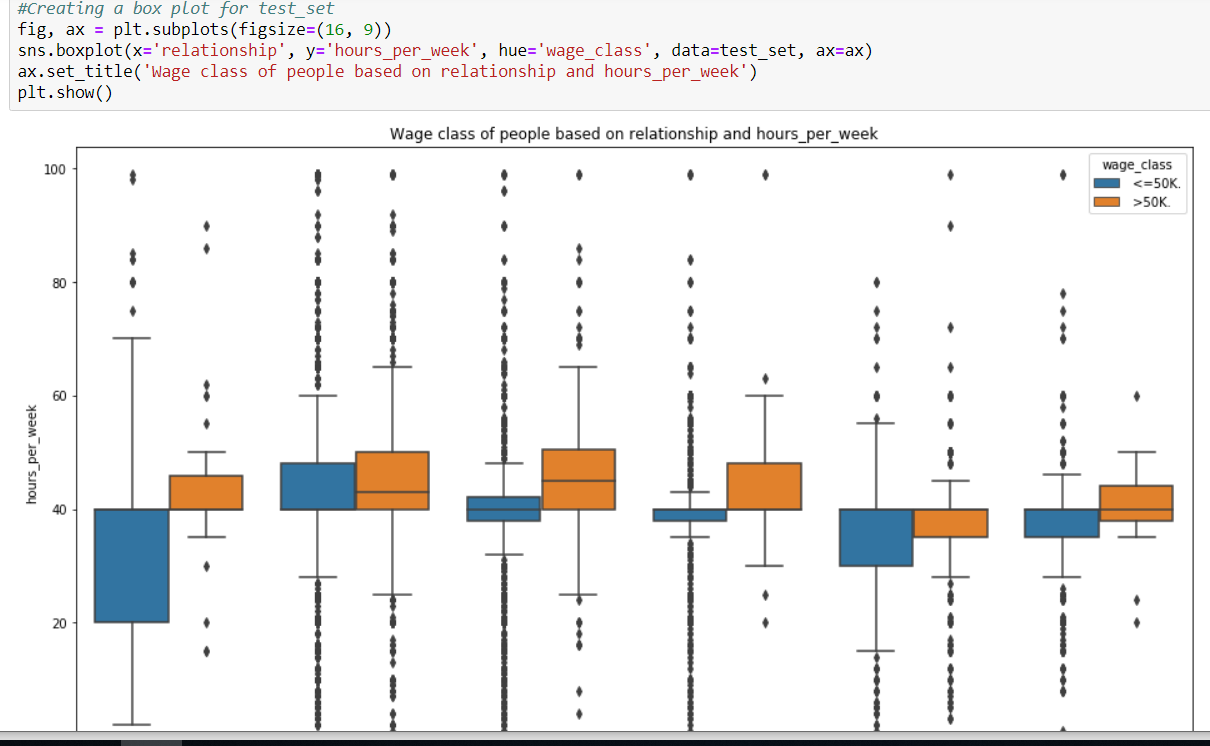 #Creating a box plot for test_set
fig, ax = plt.subplots(figsize=(16, 9))
sns.boxplot(x='relationship', y='hours_per_week', hue='wage_class', data=test_set, ax=ax)
ax.set_title('Wage class of people based on relationship and hours_per_week')
plt.show()
Wage class of people based on relationship and hours_per_week
wage_class
<=50K.
>50K.
100
80
60
40
20
hours_per_week